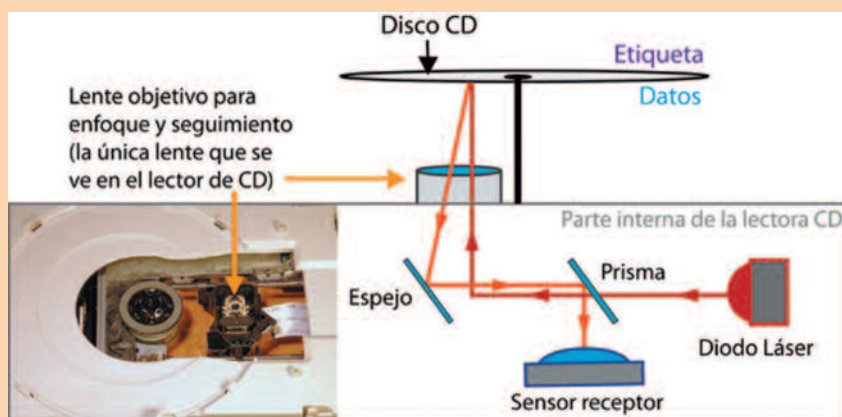 Disco CD
Etiqueta
Datos
Lente objetivo para
enfoque y seguimiento
(la única lente que se
ve en el lector de CD)
Parte interna de la lectora CD
Espejo
Prisma
Diodo Láser
Sensor receptor